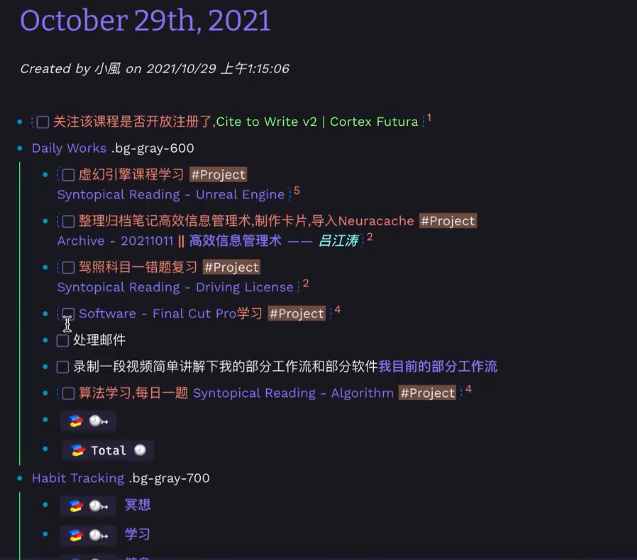 October 29th, 2021
Created by 小風 on 2021/10/29 上午1:15:06
关注该课程是否开放注册了,Cite to Write v2 | Cortex Futura 1
Daily Works .bg-gray-600
虚幻引擎课程学习 #Project
Syntopical Reading - Unreal Engine 5
整理归档笔记高效信息管理术,制作卡片,导入Neuracache #Project
Archive - 20211011 || 高效信息管理术 —— 吕江涛 2
驾照科目一错题复习 #Project
Syntopical Reading - Driving License 2
Software - Final Cut Pro学习 #Project 4
处理邮件
录制一段视频简单讲解下我的部分工作流和部分软件我目前的部分工作流
算法学习,每日一题 Syntopical Reading - Algorithm #Project 4
Total
Habit Tracking .bg-gray-700
冥想
学习